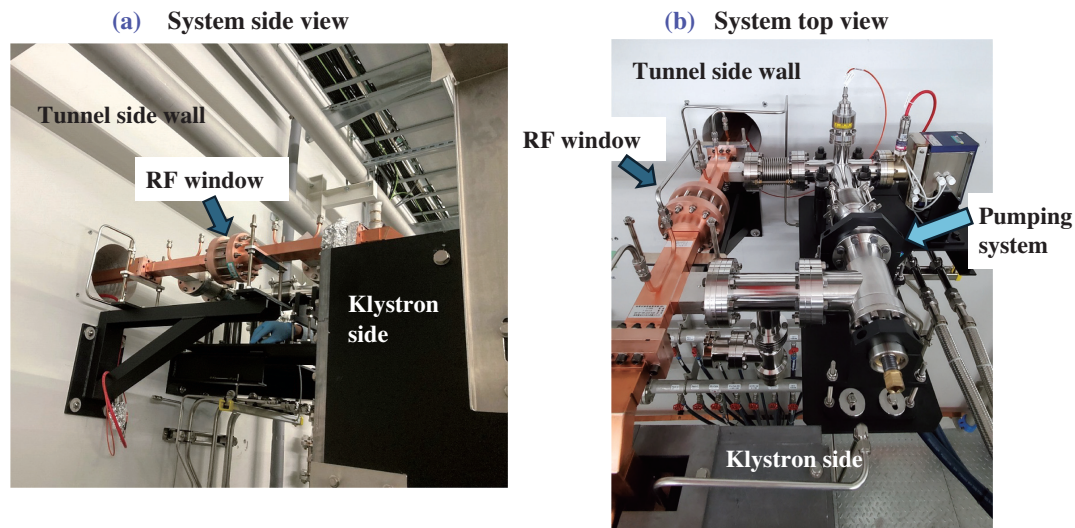 (a) System side view
Tunnel side wall
RF window
Klystron
side
(b) System top view
Tunnel side wall
RF window
Pumping
system
Klystron side